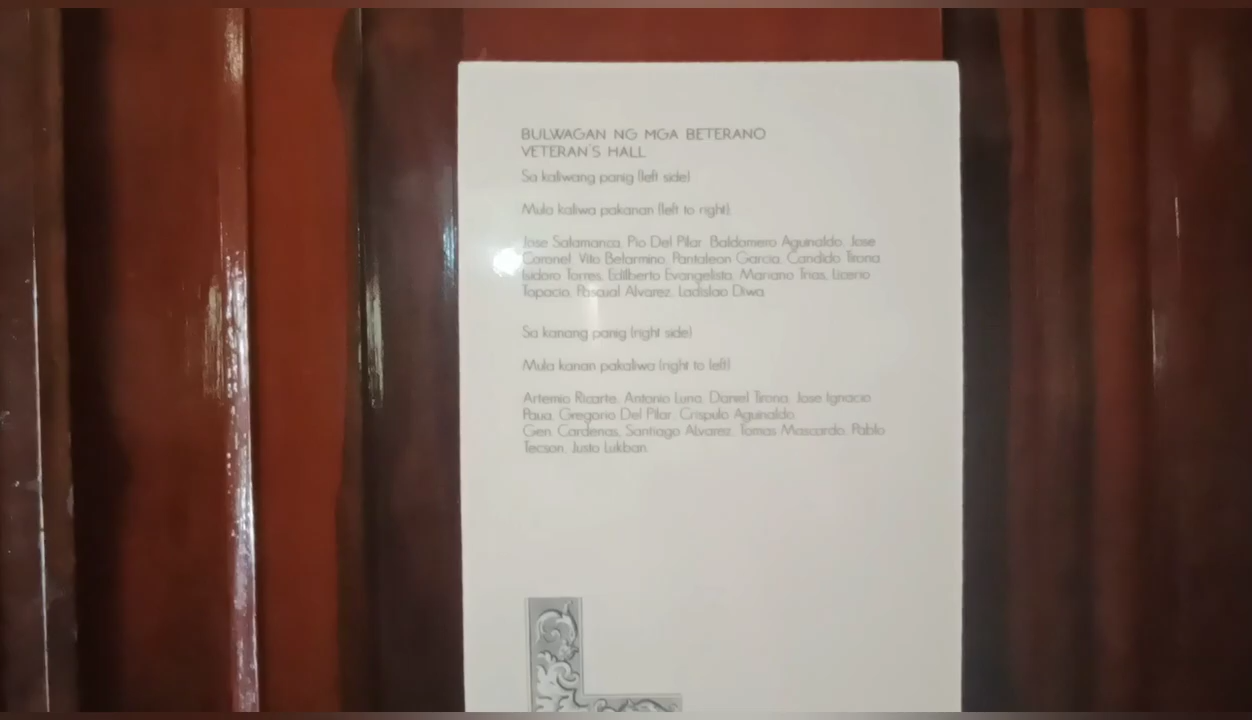 BULWAGAN NG MGA BETERANO
VETERAN'S HALL
Sa kaliwang panig (left side)
Mula kaliwa pakanan (left to right),
Jose Salamanca, Pio Del Pilar, Baldomero Aguinaldo, Jose
Coronel, Vito Belarmino, Pantaleon Garcia, Candido Tirona,
Isidoro Torres, Edilberto Evangelista, Mariano Trias, Licerio
Topacio, Pascual Alvarez, Ladislao Diwa
Sa kanang panig (right side)
Mula kanan pakaliwa (right to left)
Artemio Ricarte, Antonio Luna, Daniel Tirona, Jose Ignacio
Paua, Gregorio Del Pilar, Crispulo Aguinaldo,
Gen. Cardenas, Santiago Alvarez, Tomas Mascardo, Pablo
Tecson, Justo Lukban